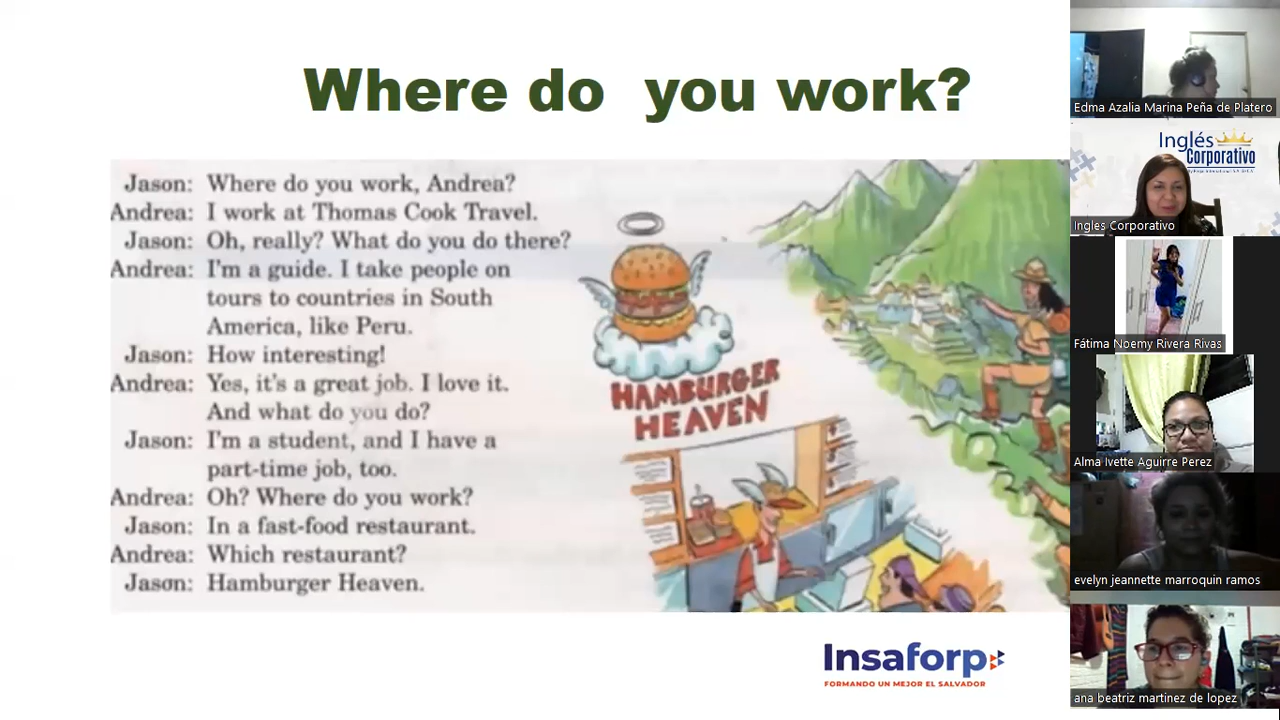 Where do you work?
Jason: Where do you work, Andrea?
Andrea: I work at Thomas Cook Travel.
Jason: Oh, really? What do you do there?
Andrea: I'm a guide. I take people on
tours to countries in South
America, like Peru.
Jason: How interesting!
Andrea: Yes, it's a great job. I love it.
And what do you do?
Jason: I'm a student, and I have a
part-time job, too.
Andrea: Oh? Where do you work?
Jason: In a fast-food restaurant.
Andrea: Which restaurant?
Jason: Hamburger Heaven.
HAMBURGER
HEAVEN
Insaforp
FORMANDO UN MEJOR EL SALVADOR
Edma Azalia Marina Peña de Platero
Inglés
Corporativo
Ingles Corporativo
Fátima Noemy Rivera Rivas
Alma Ivette Aguirre Perez
evelyn jeannette marroquin ramos
ana beatriz martinez de lopez